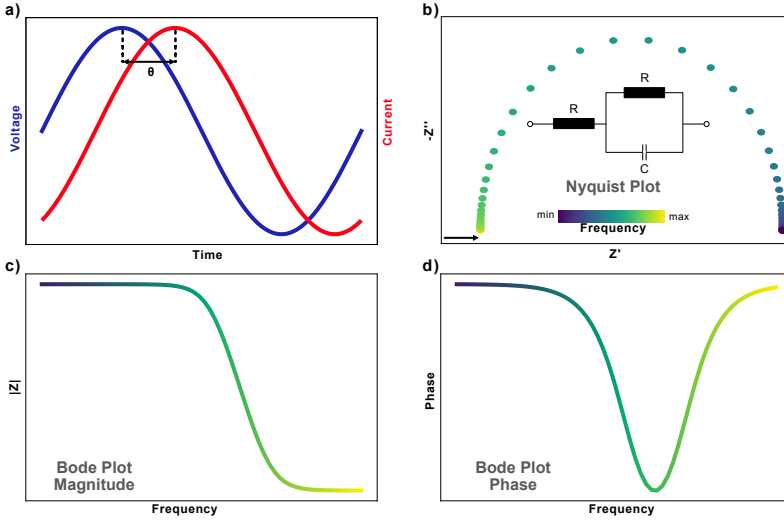 a)
Voltage
θ
Current
Time
b)
-Z''
R
R
C
Nyquist Plot
min
max
Frequency
Z'
c)
|Z|
Bode Plot
Magnitude
Frequency
d)
Phase
Bode Plot
Phase
Frequency